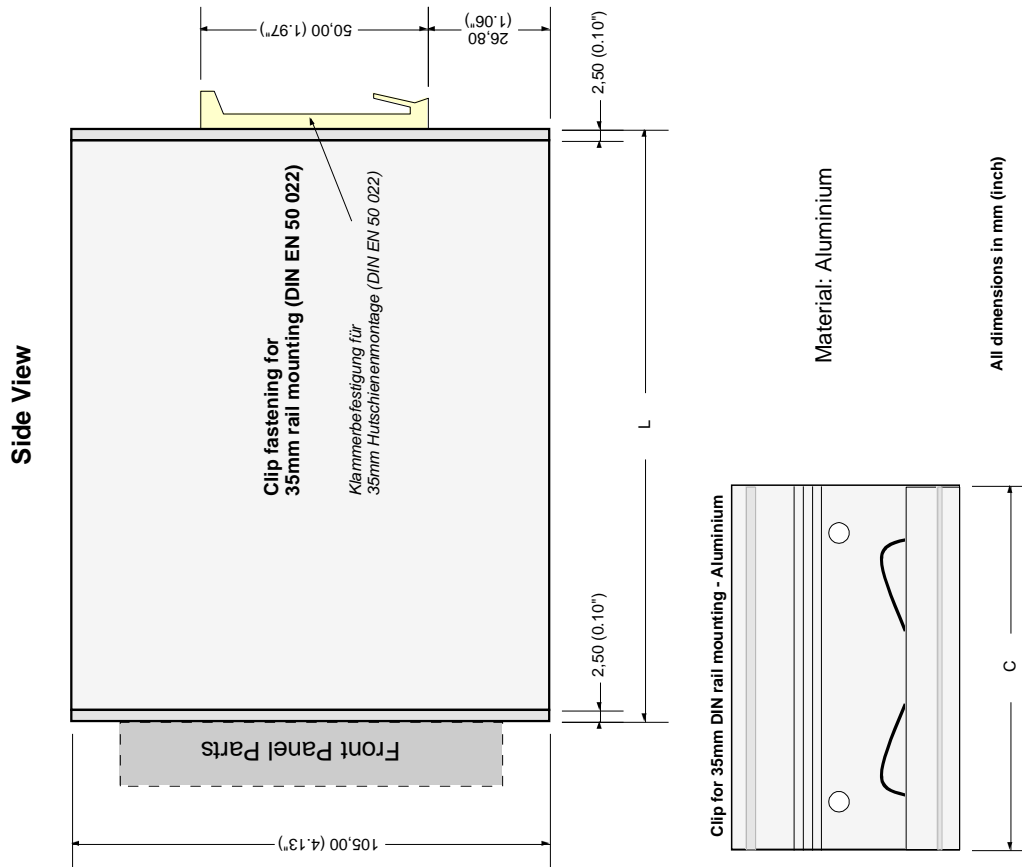 Side View
50,00 (1.97")
26,80
(1.06")
2,50 (0.10")
Clip fastening for
35mm rail mounting (DIN EN 50 022)
Klammerbefestigung für
35mm Hutschienenmontage (DIN EN 50 022)
L
2,50 (0.10")
Front Panel Parts
105,00 (4.13")
Material: Aluminium
All dimensions in mm (inch)
Clip for 35mm DIN rail mounting - Aluminium
C